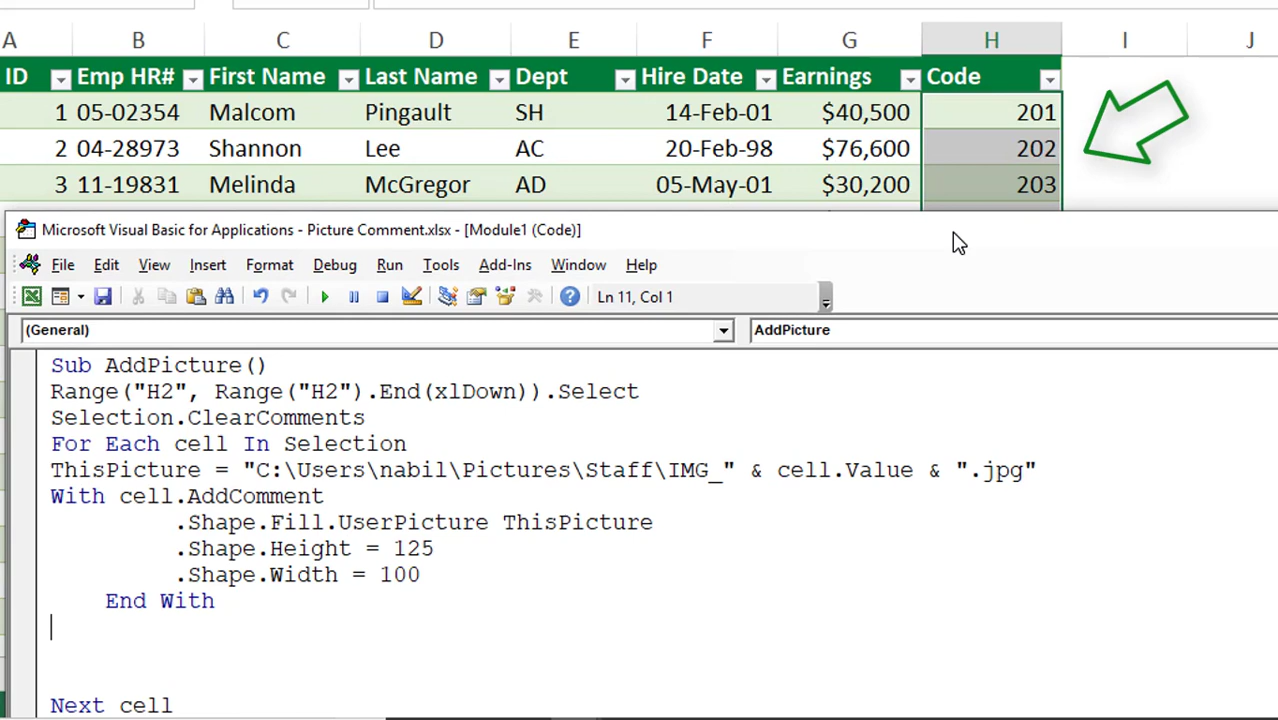 A B C D E F G H I J
ID Emp HR# First Name Last Name Dept Hire Date Earnings Code
1 05-02354 Malcom Pingault SH 14-Feb-01 $40,500 201
2 04-28973 Shannon Lee AC 20-Feb-98 $76,600 202
3 11-19831 Melinda McGregor AD 05-May-01 $30,200 203
Microsoft Visual Basic for Applications - Picture Comment.xlsx - [Module1 (Code)]
File Edit View Insert Format Debug Run Tools Add-Ins Window Help
Ln 11, Col 1
(General) AddPicture
Sub AddPicture()
Range("H2", Range("H2").End(xlDown)).Select
Selection.ClearComments
For Each cell In Selection
ThisPicture = "C:\Users\nabil\Pictures\Staff\IMG_" & cell.Value & ".jpg"
With cell.AddComment
.Shape.Fill.UserPicture ThisPicture
.Shape.Height = 125
.Shape.Width = 100
End With
Next cell